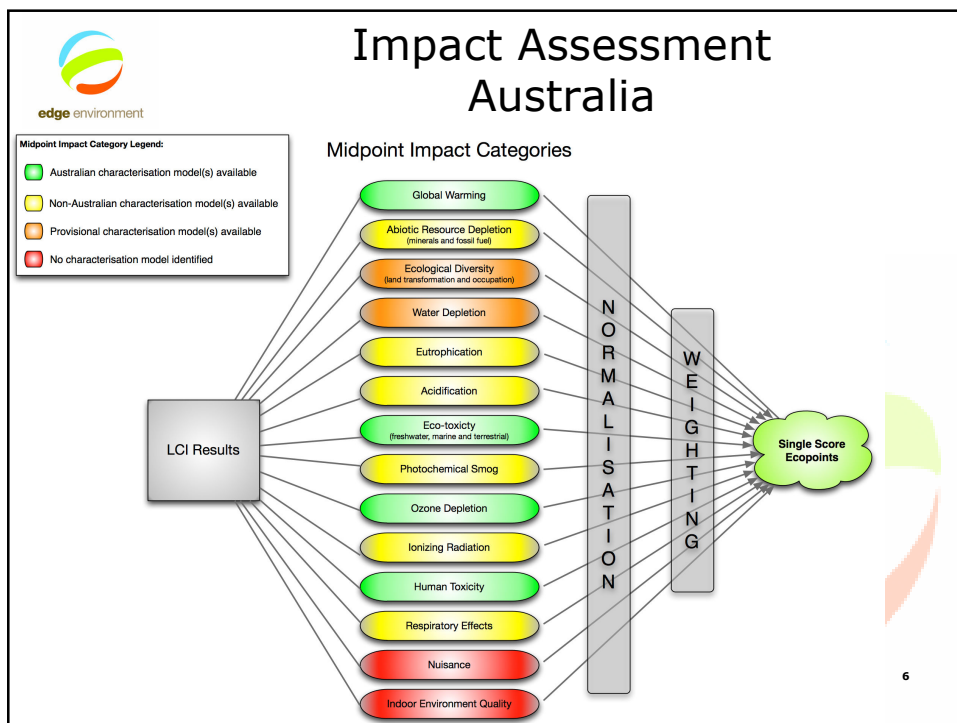 Impact Assessment
Australia
edge environment
Midpoint Impact Category Legend:
Australian characterisation model(s) available
Non-Australian characterisation model(s) available
Provisional characterisation model(s) available
No characterisation model identified
Midpoint Impact Categories
Global Warming
Abiotic Resource Depletion
(minerals and fossil fuel)
Ecological Diversity
(land transformation and occupation)
Water Depletion
Eutrophication
Acidification
Eco-toxicty
(freshwater, marine and terrestrial)
Photochemical Smog
Ozone Depletion
Ionizing Radiation
Human Toxicity
Respiratory Effects
Nuisance
Indoor Environment Quality
LCI Results
NORMALISATION
WEIGHTING
Single Score
Ecopoints
6